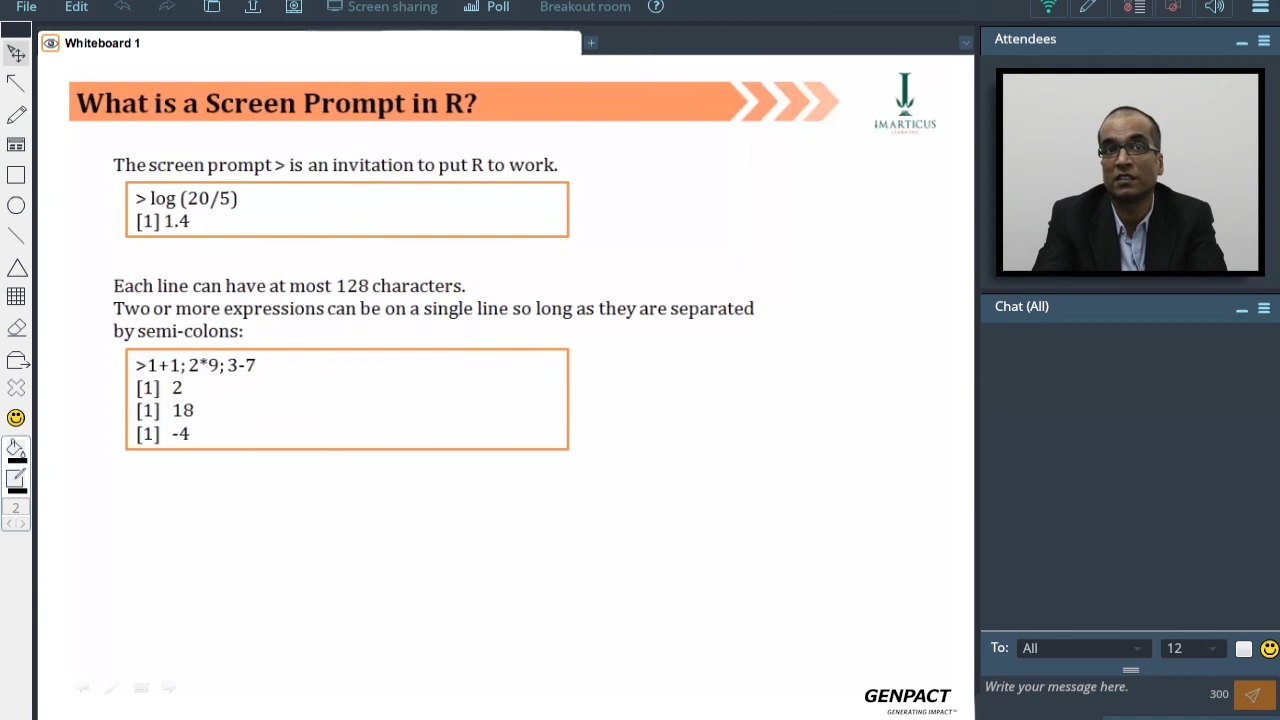 File Edit Screen sharing Poll Breakout room ?
Whiteboard 1 +
Attendees
What is a Screen Prompt in R?
IMARTICUS
LEARNING
The screen prompt > is an invitation to put R to work.
> log (20/5)
[1] 1.4
Each line can have at most 128 characters.
Two or more expressions can be on a single line so long as they are separated
by semi-colons:
>1+1; 2*9; 3-7
[1] 2
[1] 18
[1] -4
2
Chat (All)
To: All 12
Write your message here. 300
GENPACT
GENERATING IMPACT™